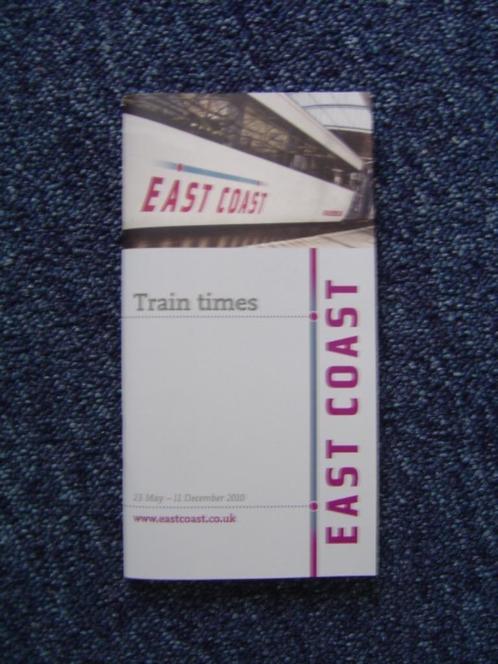 EAST COAST
Train times
EAST COAST
23 May – 11 December 2010
www.eastcoast.co.uk